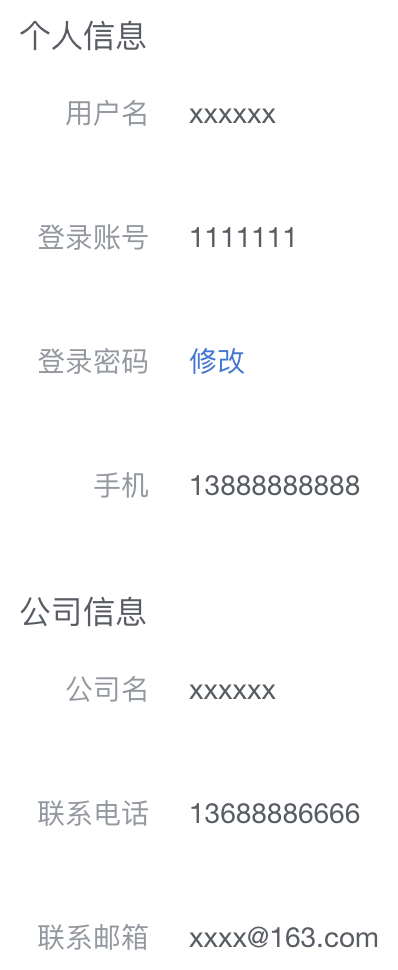 个人信息
用户名 xxxxxx
登录账号 1111111
登录密码 修改
手机 13888888888
公司信息
公司名 xxxxxx
联系电话 13688886666
联系邮箱 xxxx@163.com